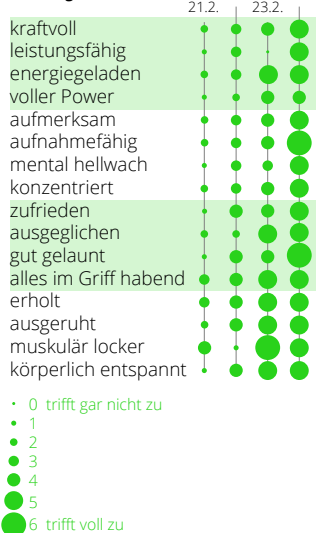 21.2. 23.2.
kraftvoll
leistungsfähig
energiegeladen
voller Power
aufmerksam
aufnahmefähig
mental hellwach
konzentriert
zufrieden
ausgeglichen
gut gelaunt
alles im Griff habend
erholt
ausgeruht
muskulär locker
körperlich entspannt
0 trifft gar nicht zu
1
2
3
4
5
6 trifft voll zu